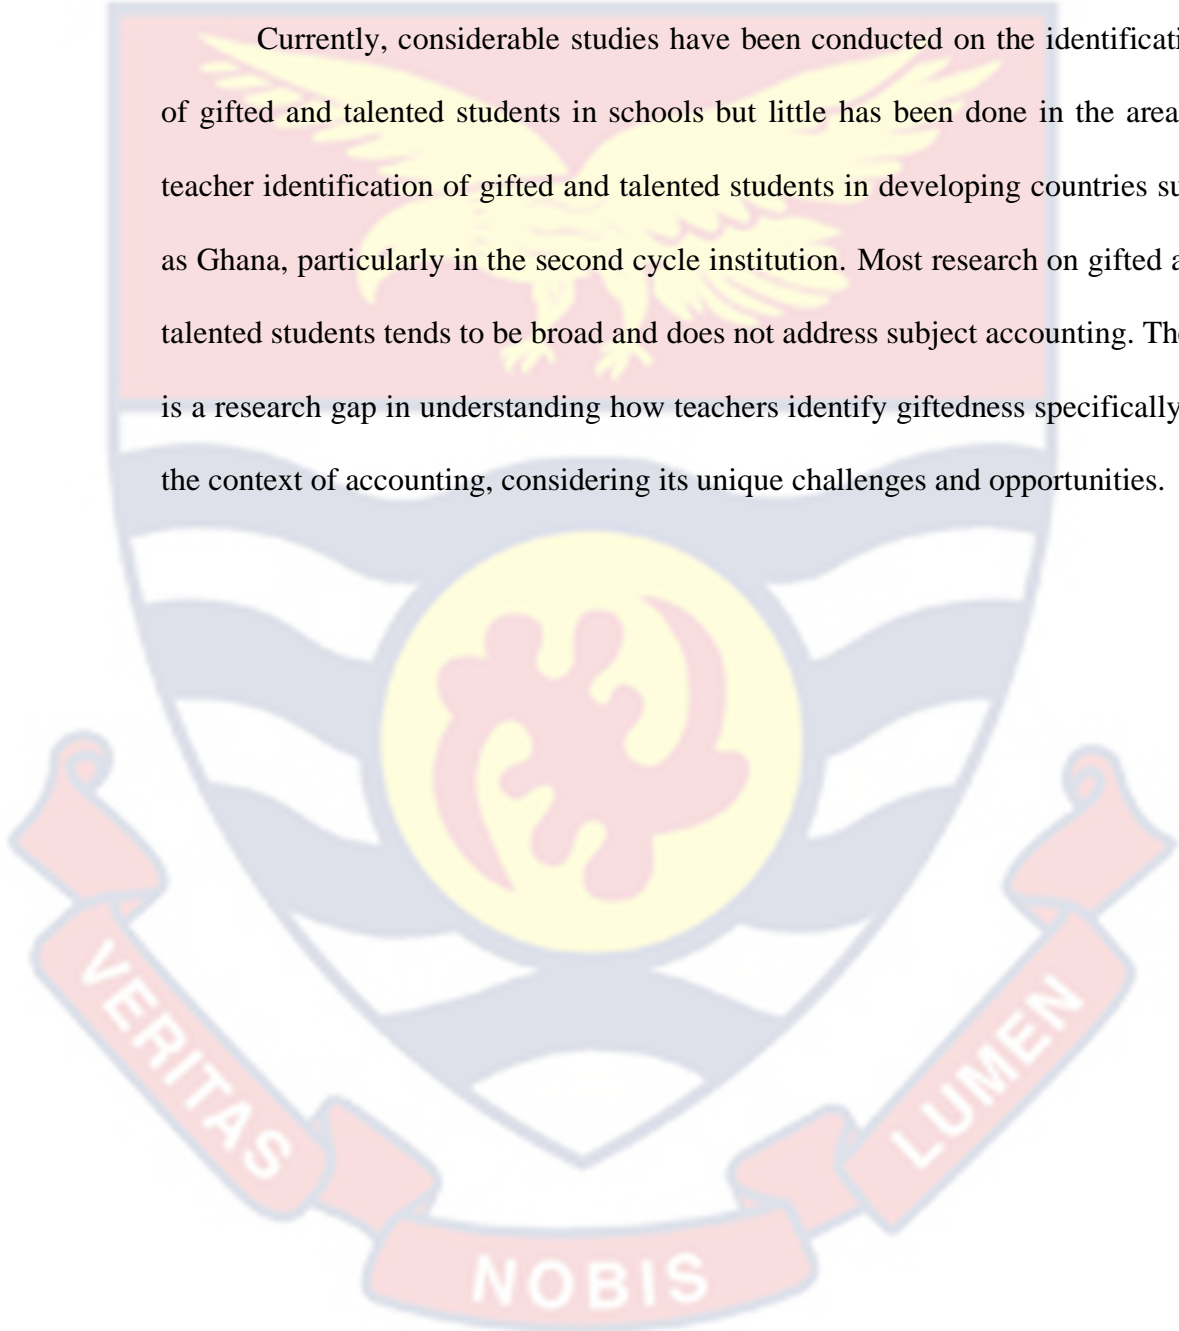 Currently, considerable studies have been conducted on the identificati
of gifted and talented students in schools but little has been done in the area
teacher identification of gifted and talented students in developing countries su
as Ghana, particularly in the second cycle institution. Most research on gifted a
talented students tends to be broad and does not address subject accounting. The
is a research gap in understanding how teachers identify giftedness specifically
the context of accounting, considering its unique challenges and opportunities.
VERITAS
NOBIS
LUMEN